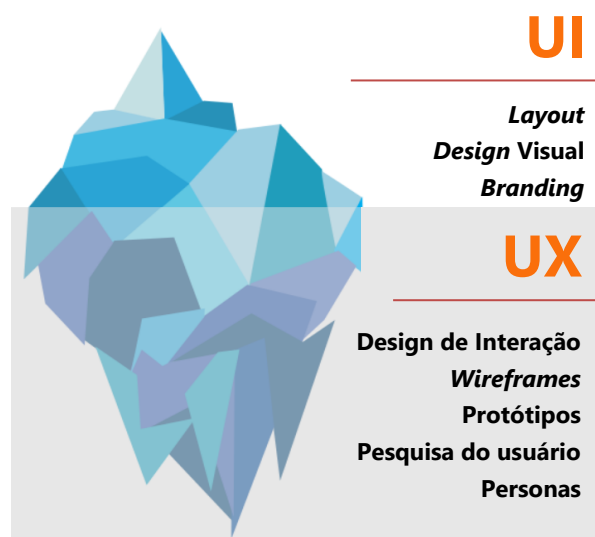 UI
Layout
Design Visual
Branding
UX
Design de Interação
Wireframes
Protótipos
Pesquisa do usuário
Personas